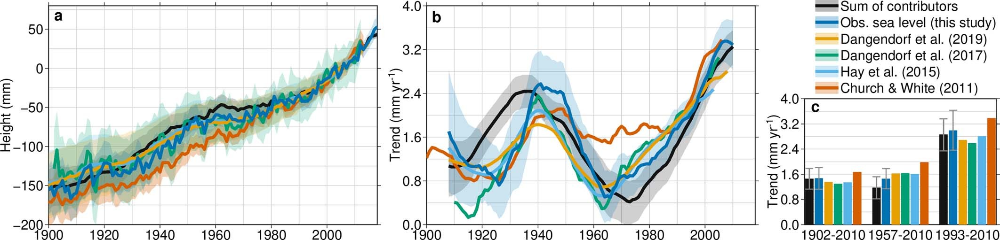 a
Height (mm)
50
0
−50
−100
−150
−200
1900 1920 1940 1960 1980 2000
b
Trend (mm yr-1)
4.0
3.2
2.4
1.6
0.8
0.0
1900 1920 1940 1960 1980 2000
Sum of contributors
Obs. sea level (this study)
Dangendorf et al. (2019)
Dangendorf et al. (2017)
Hay et al. (2015)
Church & White (2011)
c
Trend (mm yr-1)
4.0
3.2
2.4
1.6
0.8
0.0
1902-2010 1957-2010 1993-2010